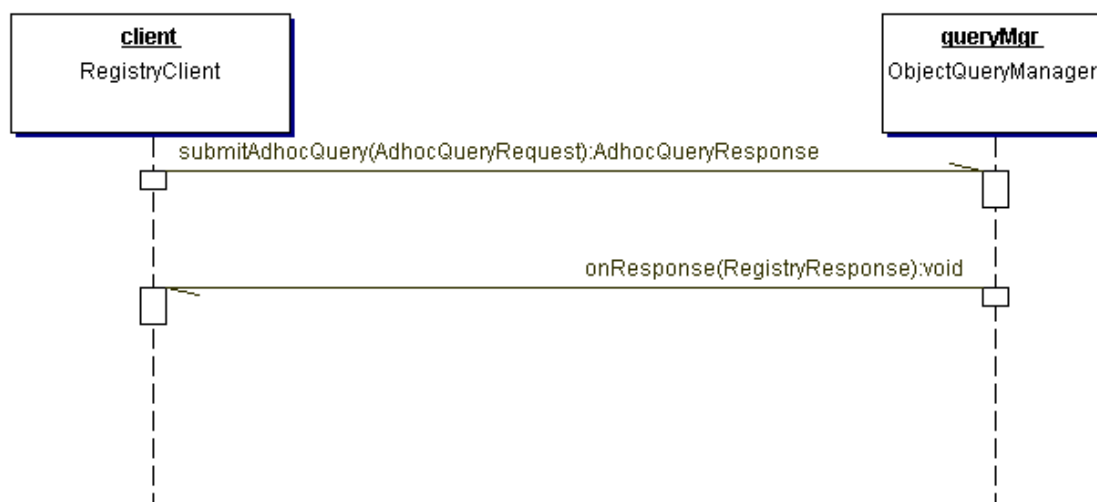 client
RegistryClient
queryMgr
ObjectQueryManager
submitAdhocQuery(AdhocQueryRequest):AdhocQueryResponse
onResponse(RegistryResponse):void